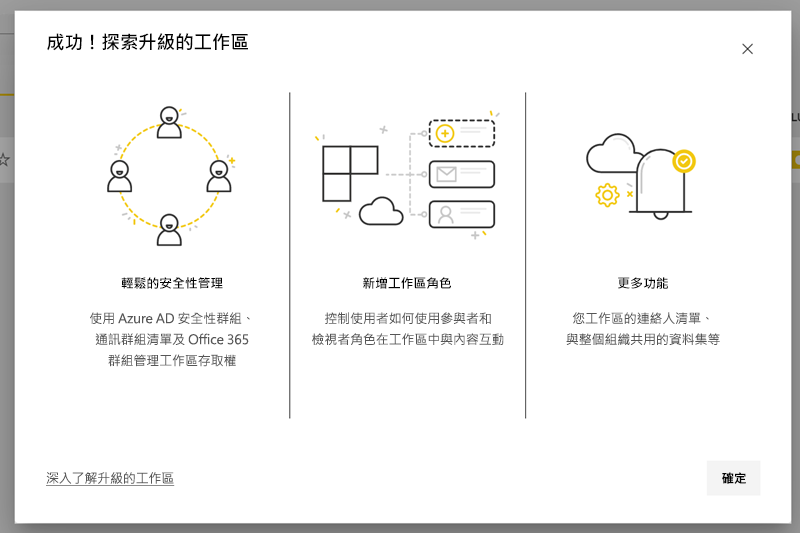 成功！探索升級的工作區
輕鬆的安全性管理
使用 Azure AD 安全性群組、
通訊群組清單及 Office 365
群組管理工作區存取權
新增工作區角色
控制使用者如何使用參與者和
檢視者角色在工作區中與內容互動
更多功能
您工作區的連絡人清單、
與整個組織共用的資料集等
深入了解升級的工作區
確定